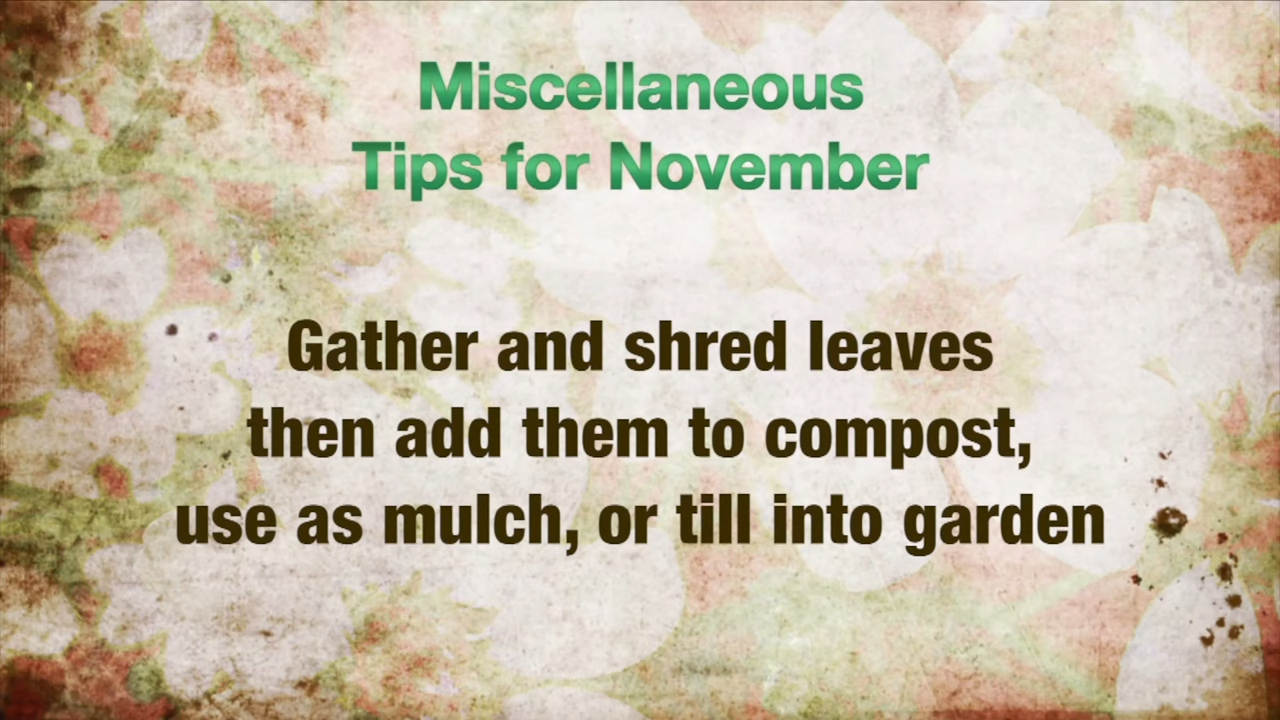 Miscellaneous
Tips for November
Gather and shred leaves
then add them to compost,
use as mulch, or till into garden